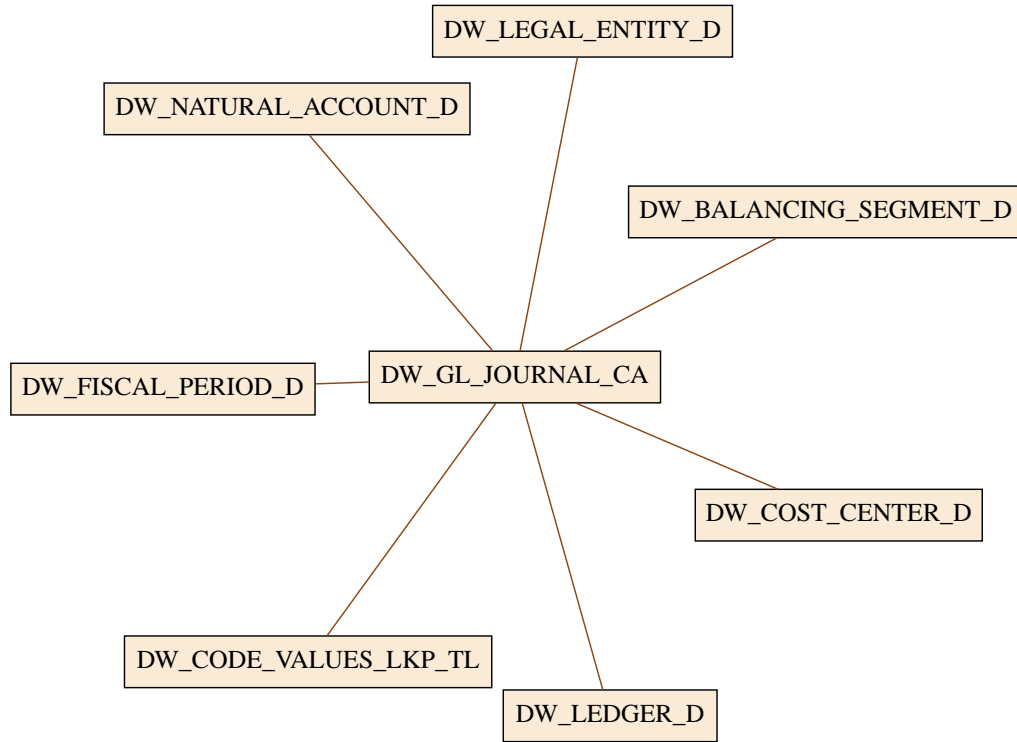 DW_LEGAL_ENTITY_D
DW_NATURAL_ACCOUNT_D
DW_BALANCING_SEGMENT_D
DW_GL_JOURNAL_CA
DW_FISCAL_PERIOD_D
DW_COST_CENTER_D
DW_CODE_VALUES_LKP_TL
DW_LEDGER_D